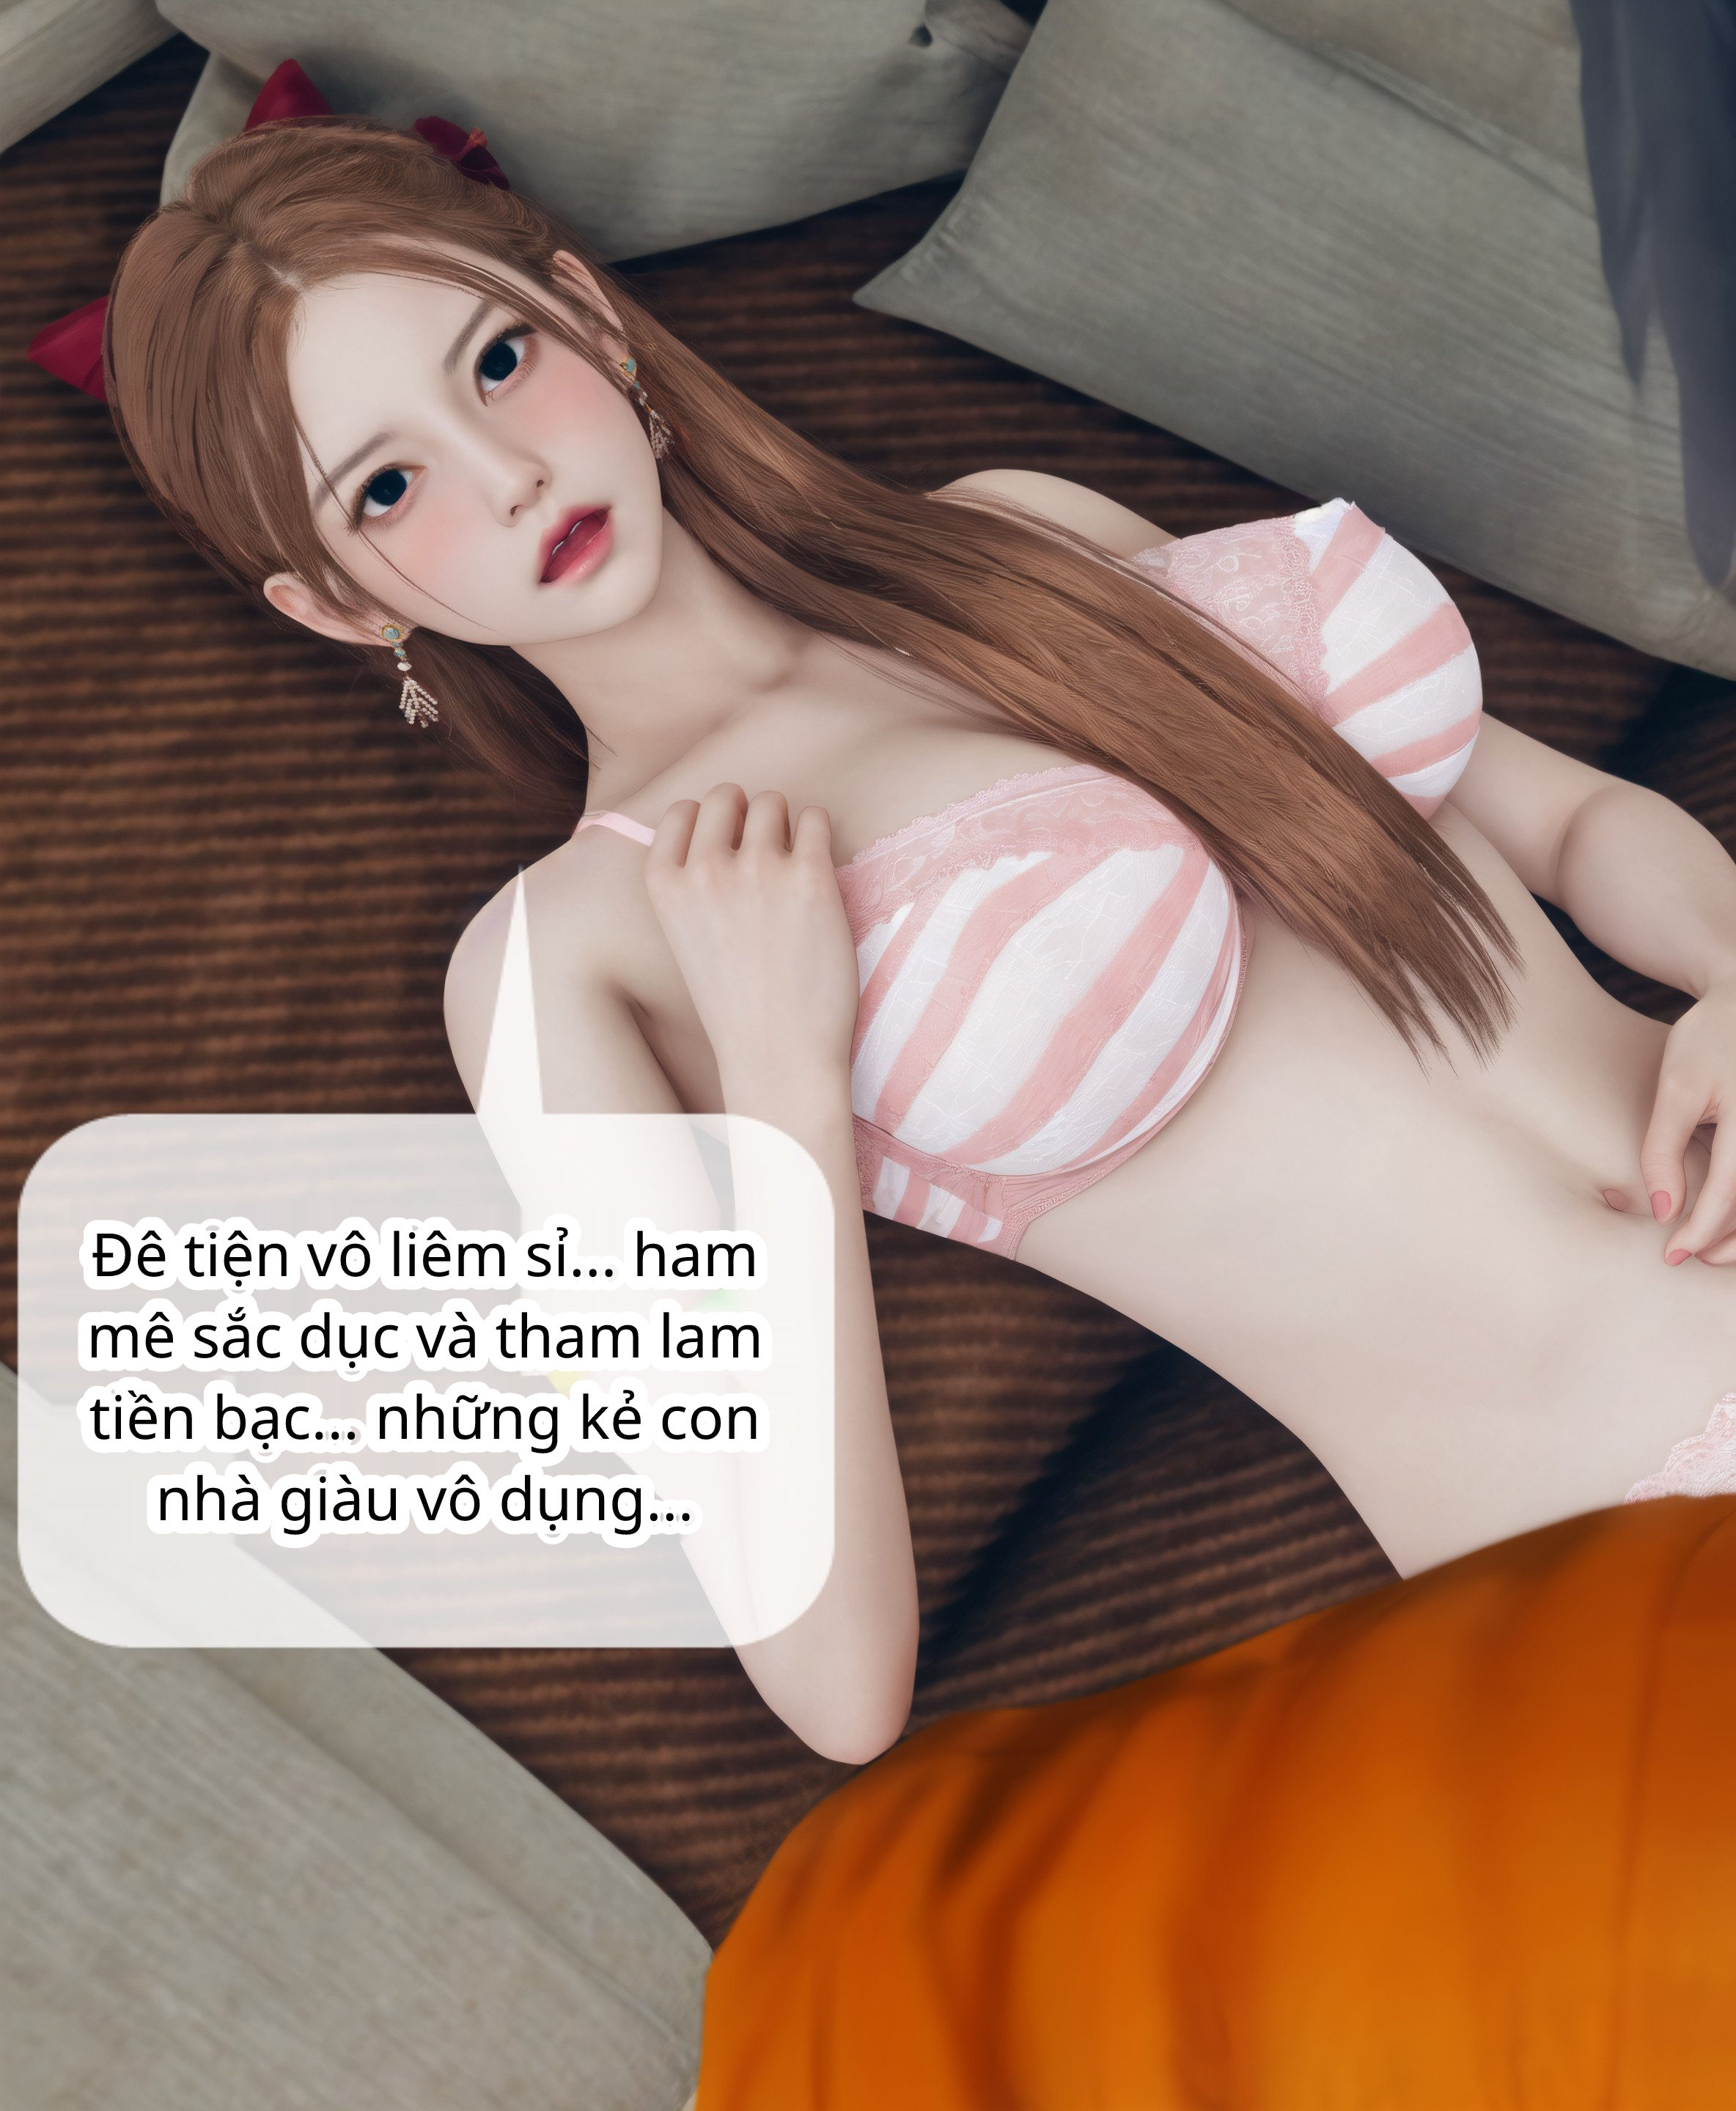 Đê tiện vô liêm sỉ... ham
mê sắc dục và tham lam
tiền bạc... những kẻ con
nhà giàu vô dụng...